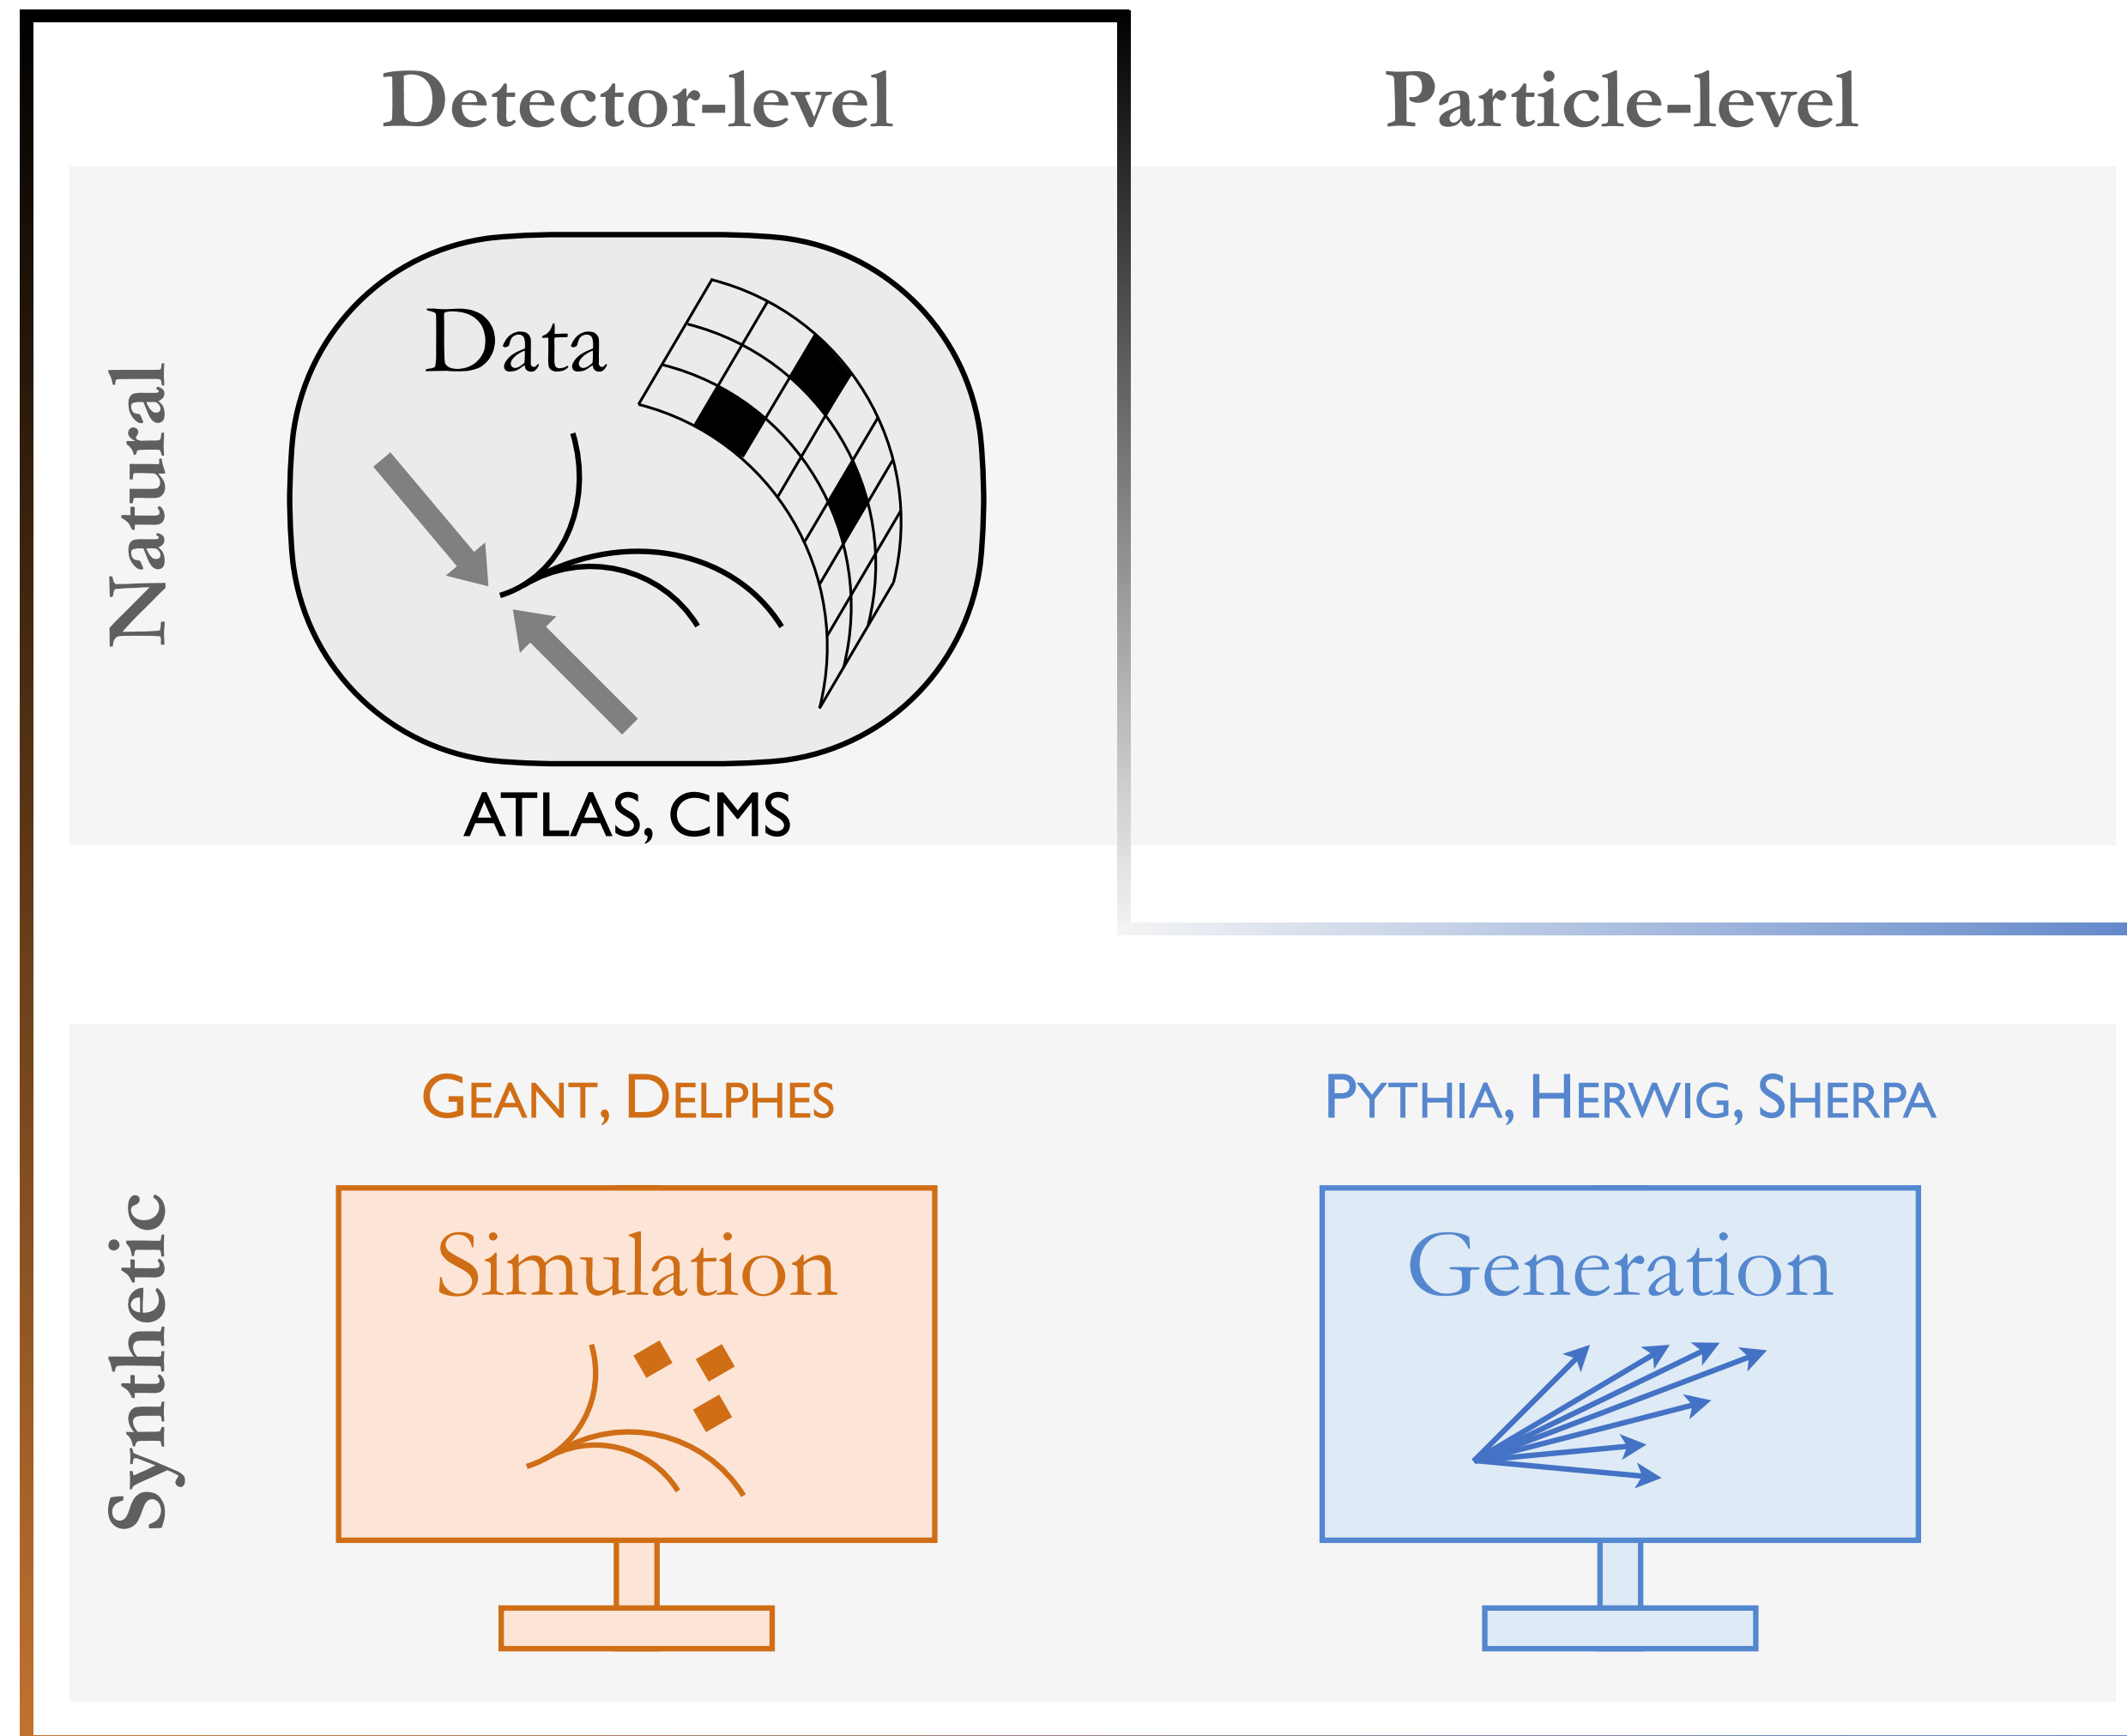 Detector-level
Particle-level
Natural
Data
ATLAS, CMS
Synthetic
GEANT, DELPHES
PYTHIA, HERWIG, SHERPA
Simulation
Generation